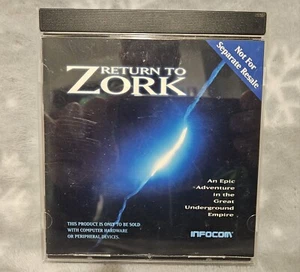 RETURN TO
ZORK
Not For
Separate Resale
An Epic
Adventure
in the
Great
Underground
Empire
THIS PRODUCT IS ONLY TO BE SOLD
WITH COMPUTER HARDWARE
OR PERIPHERAL DEVICES.
INFOCOM